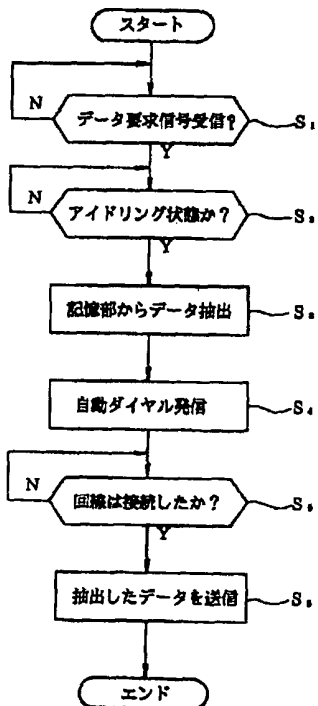 スタート
データ要求信号受信?
S₁
N
Y
アイドリング状態か?
S₂
N
Y
記憶部からデータ抽出
S₃
自動ダイヤル発信
S₄
回線は接続したか?
S₅
N
Y
抽出したデータを送信
S₆
エンド